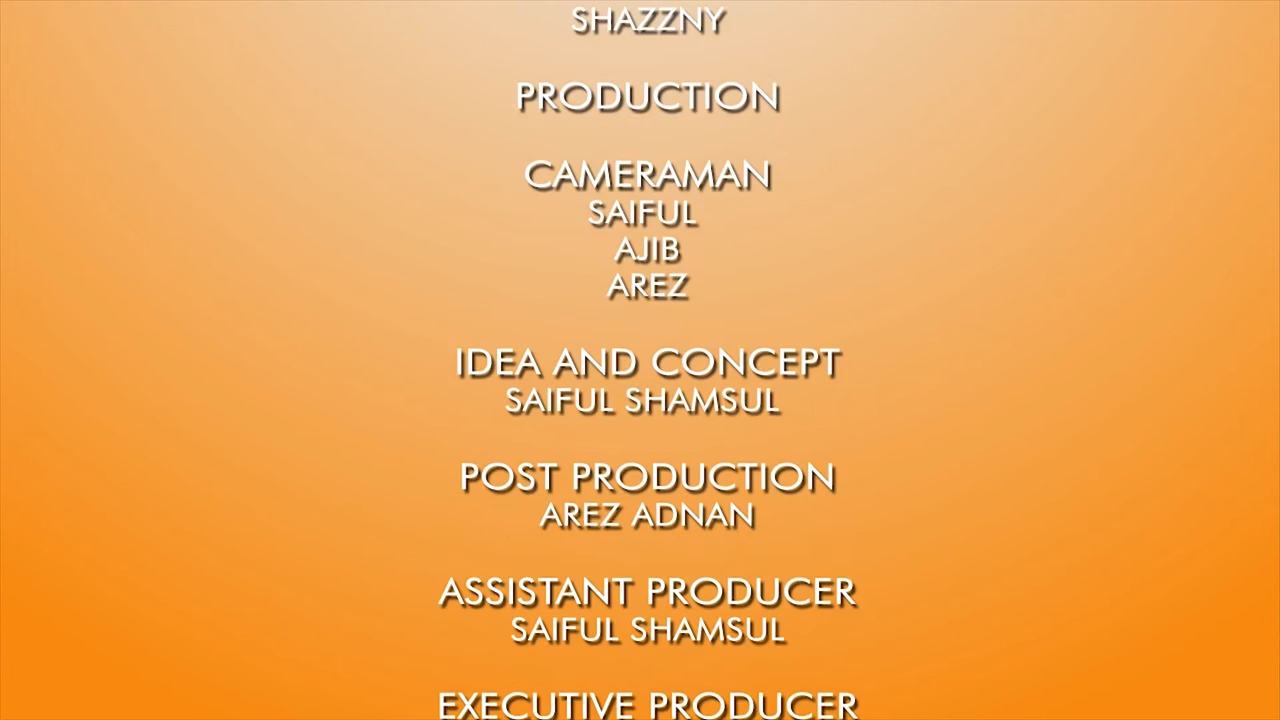 SHAZZNY
PRODUCTION
CAMERAMAN
SAIFUL
AJIB
AREZ
IDEA AND CONCEPT
SAIFUL SHAMSUL
POST PRODUCTION
AREZ ADNAN
ASSISTANT PRODUCER
SAIFUL SHAMSUL
EXECUTIVE PRODUCER